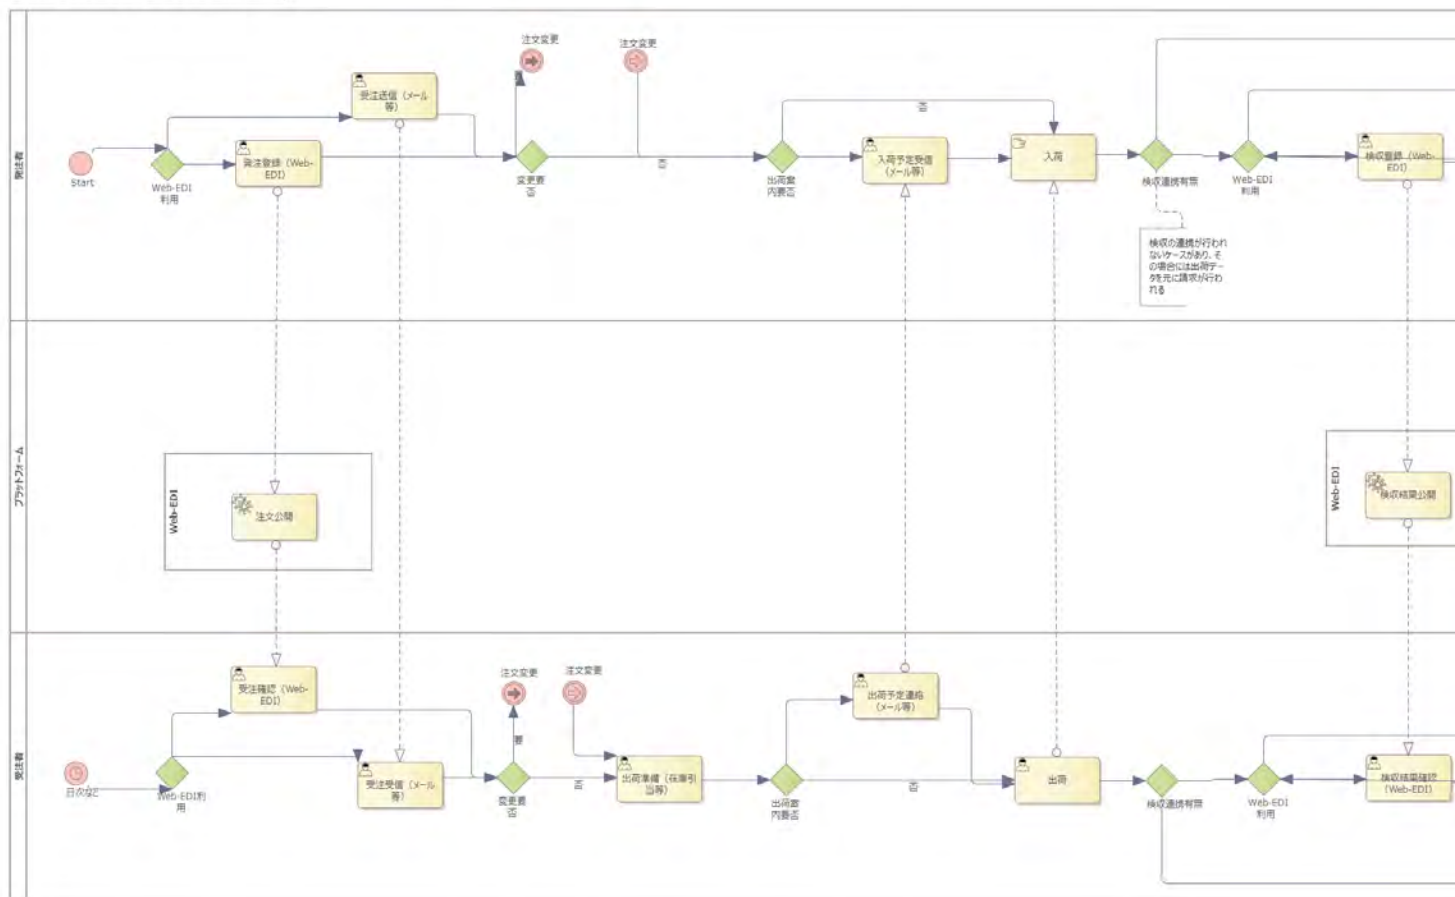 発注者
Start
Web-EDI
利用
受注送信（メール
等）
発注登録（Web-
EDI）
注文変更
要
変更要
否
注文変更
否
出荷案
内要否
否
入荷予定受信
（メール等）
入荷
検収連携有無
検収の連携が行われ
ないケースがあり、そ
の場合には出荷デー
タを元に請求が行わ
れる
Web-EDI
利用
検収登録（Web-
EDI）
プラットフォーム
Web-EDI
注文公開
Web-EDI
検収結果公開
受注者
日次など
Web-EDI利
用
受注確認（Web-
EDI）
受注受信（メール
等）
注文変更
要
変更要
否
注文変更
否
出荷準備（在庫引
当等）
出荷案
内要否
出荷予定連絡
（メール等）
否
出荷
検収連携有無
Web-EDI
利用
検収結果確認
（Web-EDI）